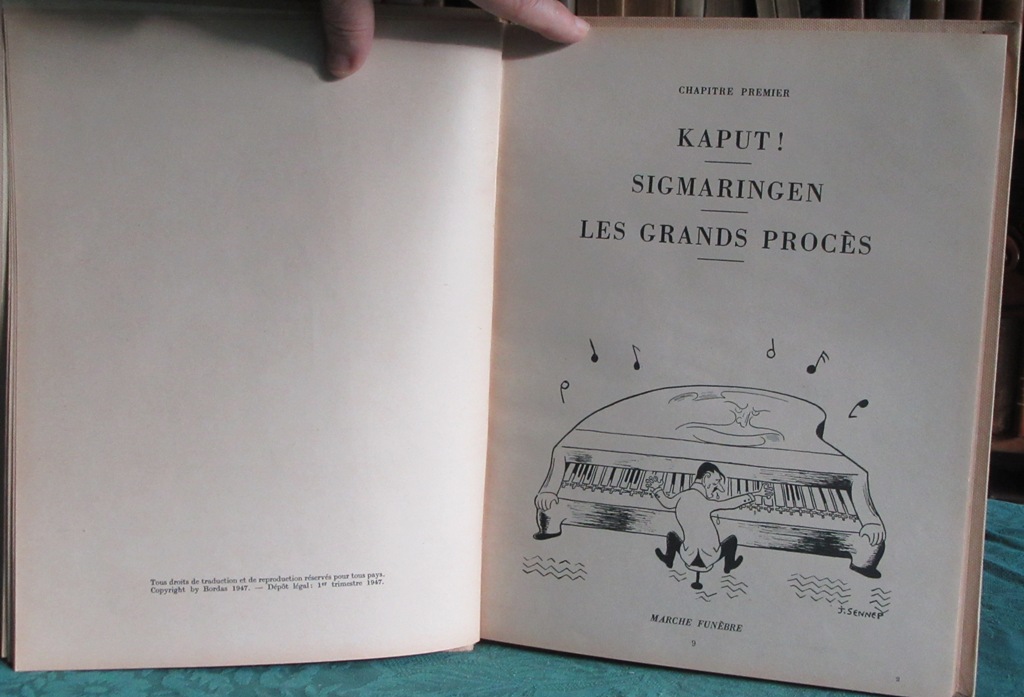 Tous droits de traduction et de reproduction réservés pour tous pays.
Copyright by Bordas 1947. — Dépôt légal : 1er trimestre 1947.
CHAPITRE PREMIER
KAPUT !
SIGMARINGEN
LES GRANDS PROCÈS
J. SENNEP
MARCHE FUNÈBRE
9
2